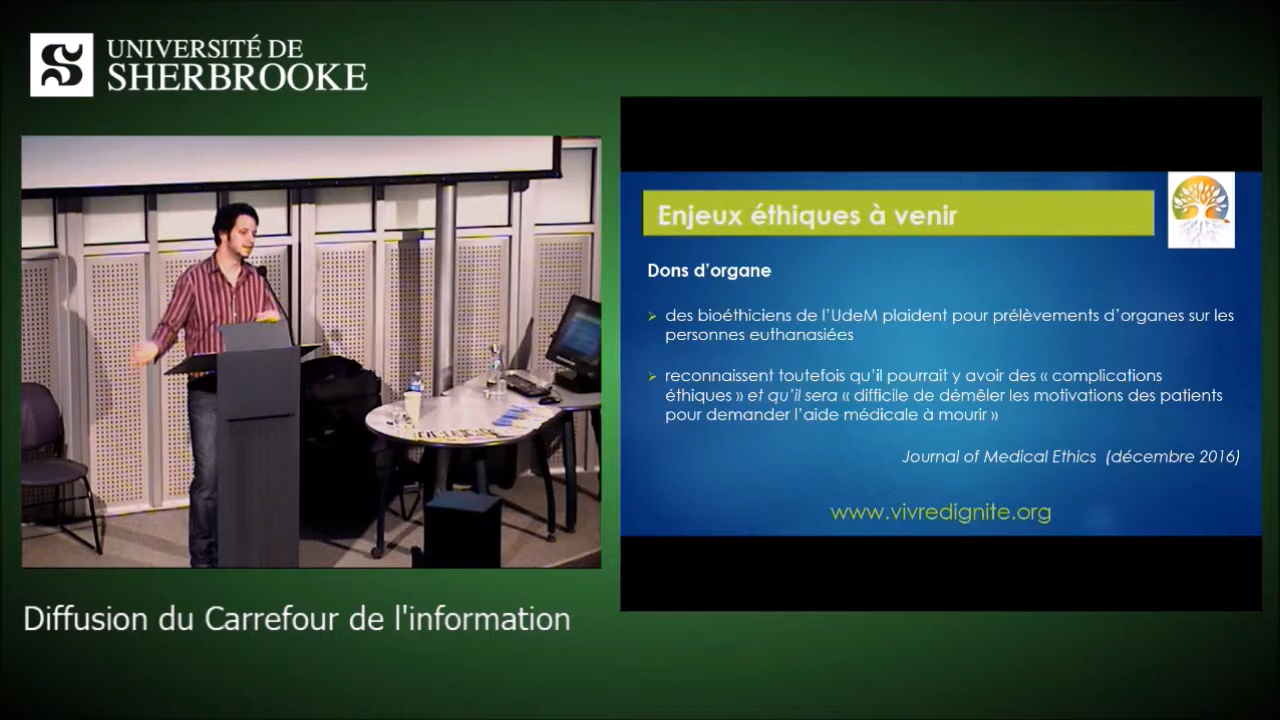 UNIVERSITÉ DE
SHERBROOKE
Enjeux éthiques à venir
Dons d'organe
des bioéthiciens de l'UdeM plaident pour prélèvements d'organes sur les
personnes euthanasiées
reconnaissent toutefois qu'il pourrait y avoir des « complications
éthiques » et qu'il sera « difficile de démêler les motivations des patients
pour demander l'aide médicale à mourir »
Journal of Medical Ethics (décembre 2016)
www.vivredignite.org
Diffusion du Carrefour de l'information